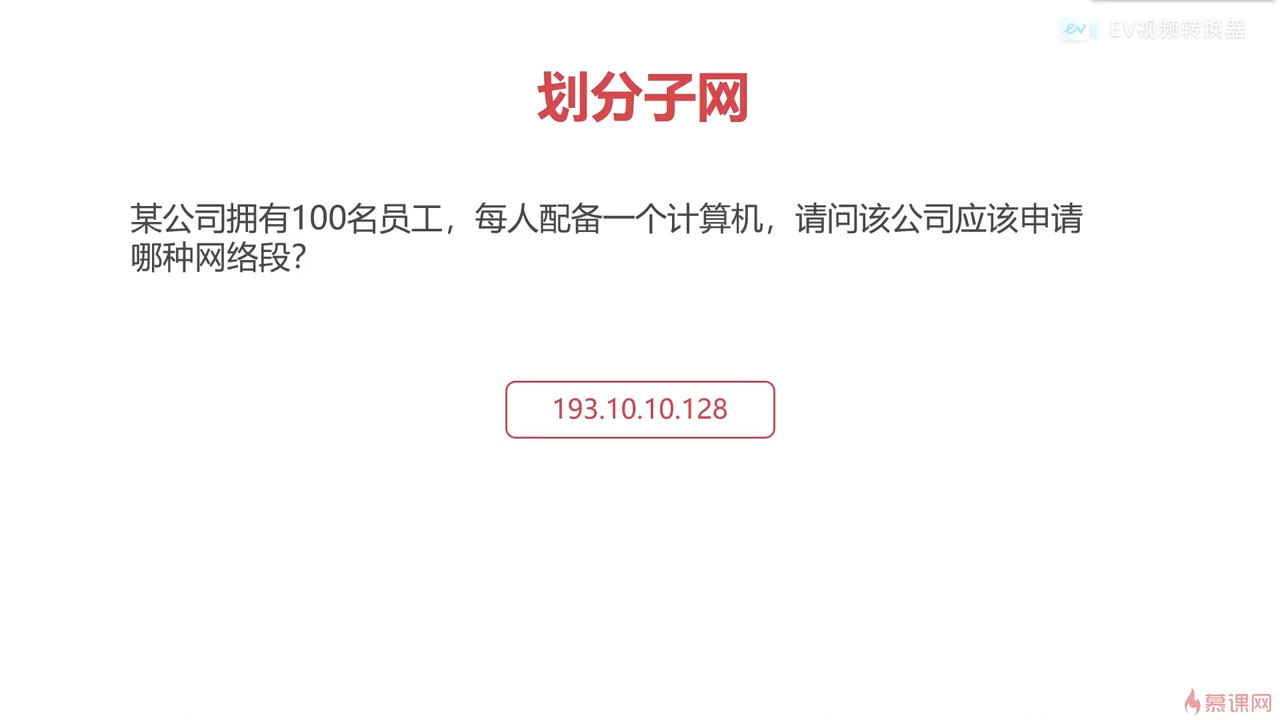 EV视频转换器
划分子网
某公司拥有100名员工，每人配备一个计算机，请问该公司应该申请
哪种网络段？
193.10.10.128
慕课网